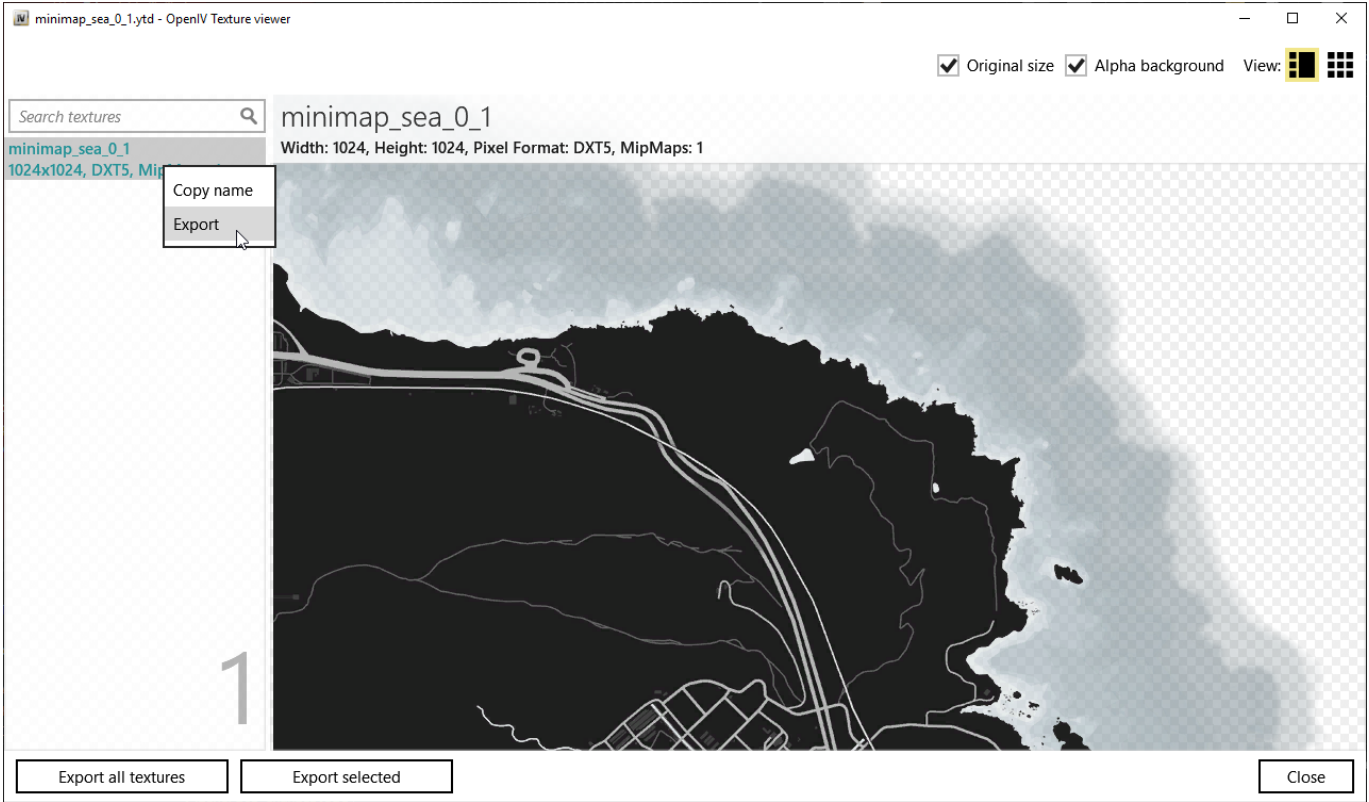 minimap_sea_0_1.ytd - OpenIV Texture viewer
Original size
Alpha background
View:
Search textures
minimap_sea_0_1
1024x1024, DXT5,
Copy name
Export
minimap_sea_0_1
Width: 1024, Height: 1024, Pixel Format: DXT5, MipMaps: 1
1
Export all textures
Export selected
Close